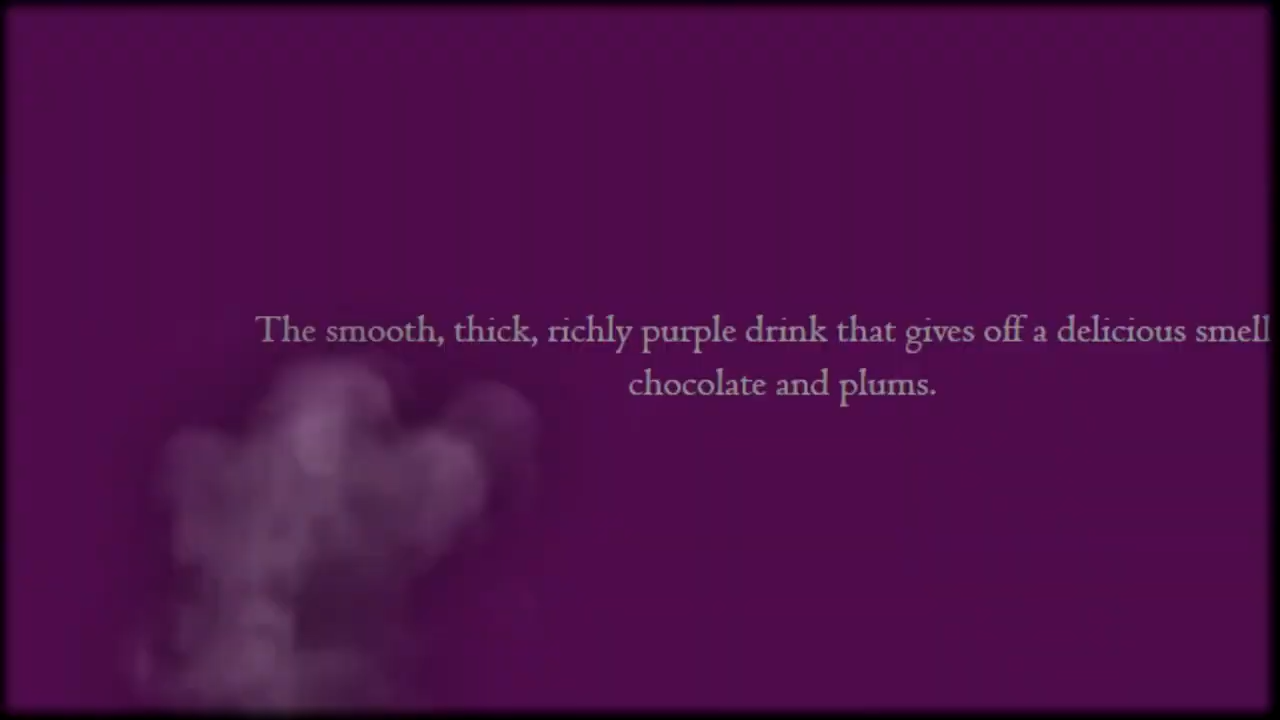 The smooth, thick, richly purple drink that gives off a delicious smell
chocolate and plums.